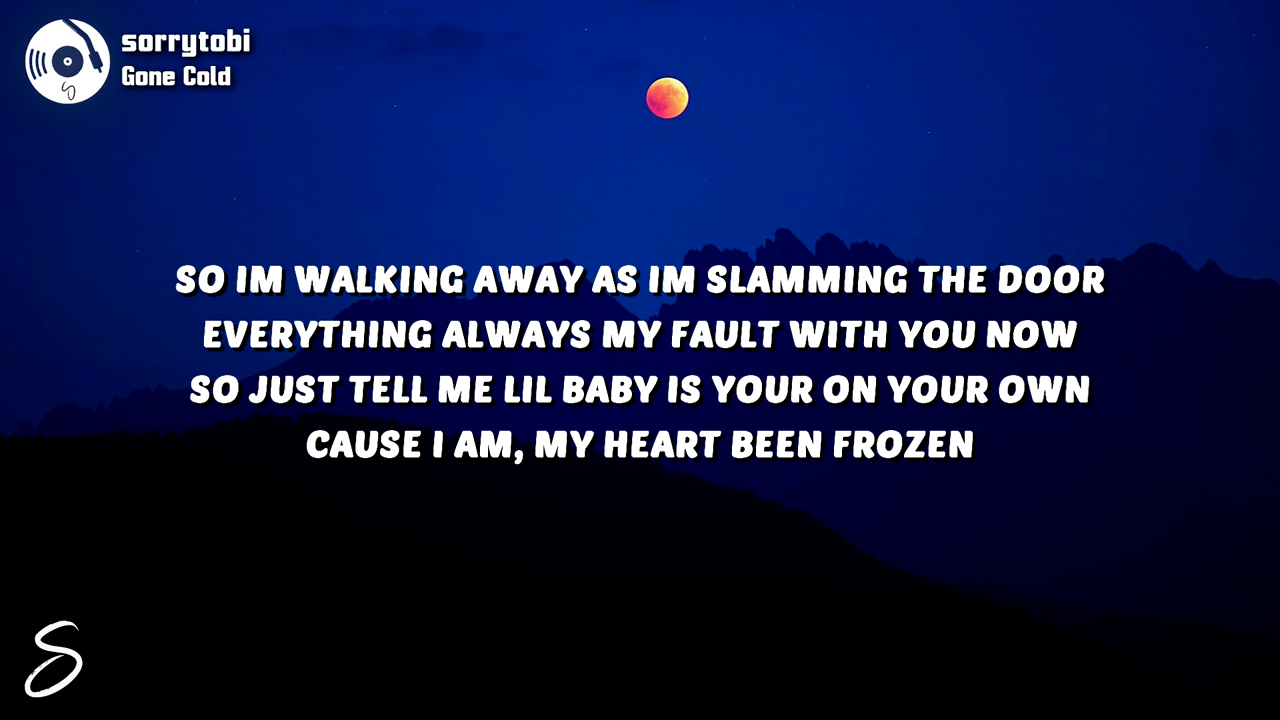 sorrytobi
Gone Cold
SO IM WALKING AWAY AS IM SLAMMING THE DOOR
EVERYTHING ALWAYS MY FAULT WITH YOU NOW
SO JUST TELL ME LIL BABY IS YOUR ON YOUR OWN
CAUSE I AM, MY HEART BEEN FROZEN
S